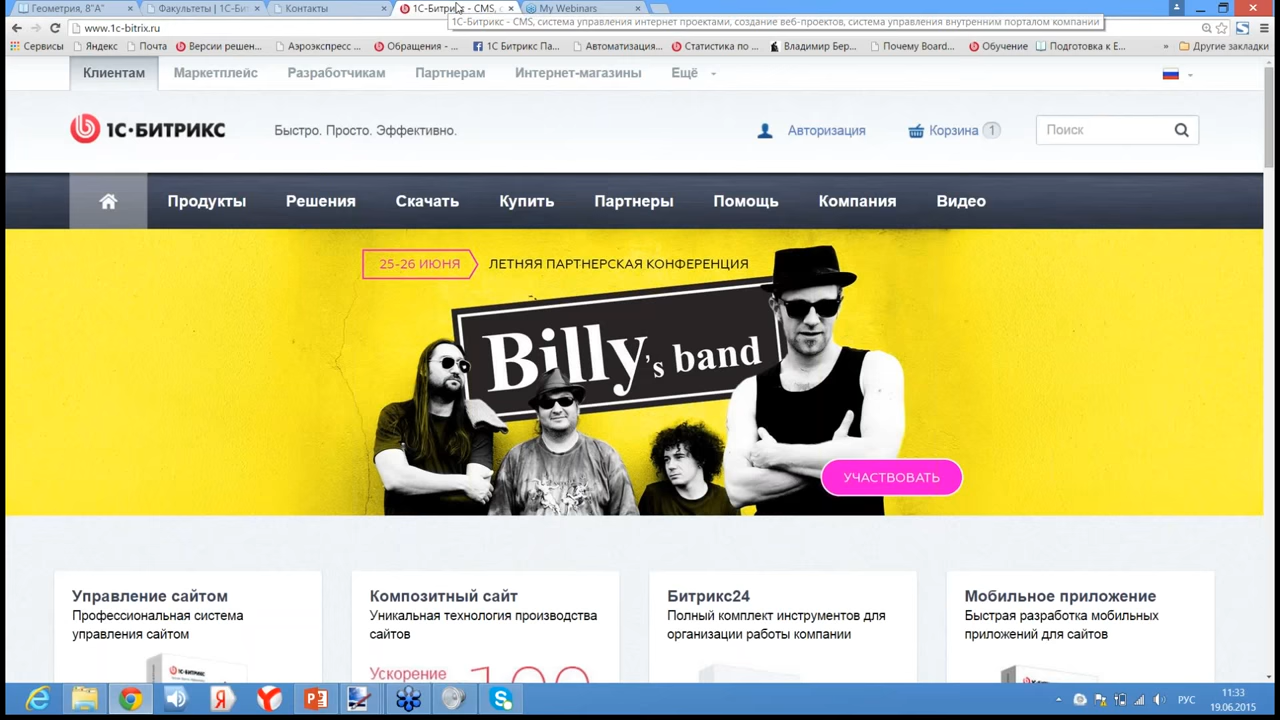 Геометрия, 8"А"
Факультеты | 1С-Бит
Контакты
1С-Битрикс - CMS, с
My Webinars
1С-Битрикс - CMS, система управления интернет проектами, создание веб-проектов, система управления внутренним порталом компании
www.1c-bitrix.ru
Сервисы
Яндекс
Почта
Версии решен...
Аэроэкспресс ...
Обращения - ...
1С Битрикс Па...
Автоматизация...
Статистика по ...
Владимир Бер...
Почему Board...
Обучение
Подготовка к Е...
»
Другие закладки
Клиентам
Маркетплейс
Разработчикам
Партнерам
Интернет-магазины
Ещё
1С·БИТРИКС
Быстро. Просто. Эффективно.
Авторизация
Корзина 1
Поиск
Продукты
Решения
Скачать
Купить
Партнеры
Помощь
Компания
Видео
25-26 ИЮНЯ
ЛЕТНЯЯ ПАРТНЕРСКАЯ КОНФЕРЕНЦИЯ
Billy's band
УЧАСТВОВАТЬ
Управление сайтом
Профессиональная система
управления сайтом
1С·БИТРИКС
Композитный сайт
Уникальная технология производства
сайтов
Ускорение
100
Битрикс24
Полный комплект инструментов для
организации работы компании
Мобильное приложение
Быстрая разработка мобильных
приложений для сайтов
РУС
11:33
19.06.2015